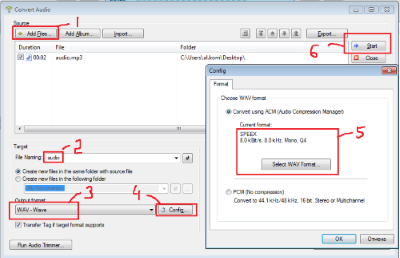 Convert Audio
Source
1
Add Files...
Add Album...
Import...
Export...
6
Start
Close
Duration File Folder
00:02 audio.mp3
Config
Format
Choose WAV format
Convert using ACM (Audio Compression Manager)
Current format:
SPEEX
8.0 kBit/s, 8.0 kHz, Mono, Q4
5
Select WAV Format...
PCM (No compression)
Convert to 44.1 kHz/48 kHz, 16 bit, Stereo or Multichannel
OK
Отмена
Target
2
File Naming: audio
Create new files in the same folder with source file
Create new files in the following folder
3
4
Output format
WAV - Wave
Config...
Transfer Tag if target format supports
Run Audio Trimmer...